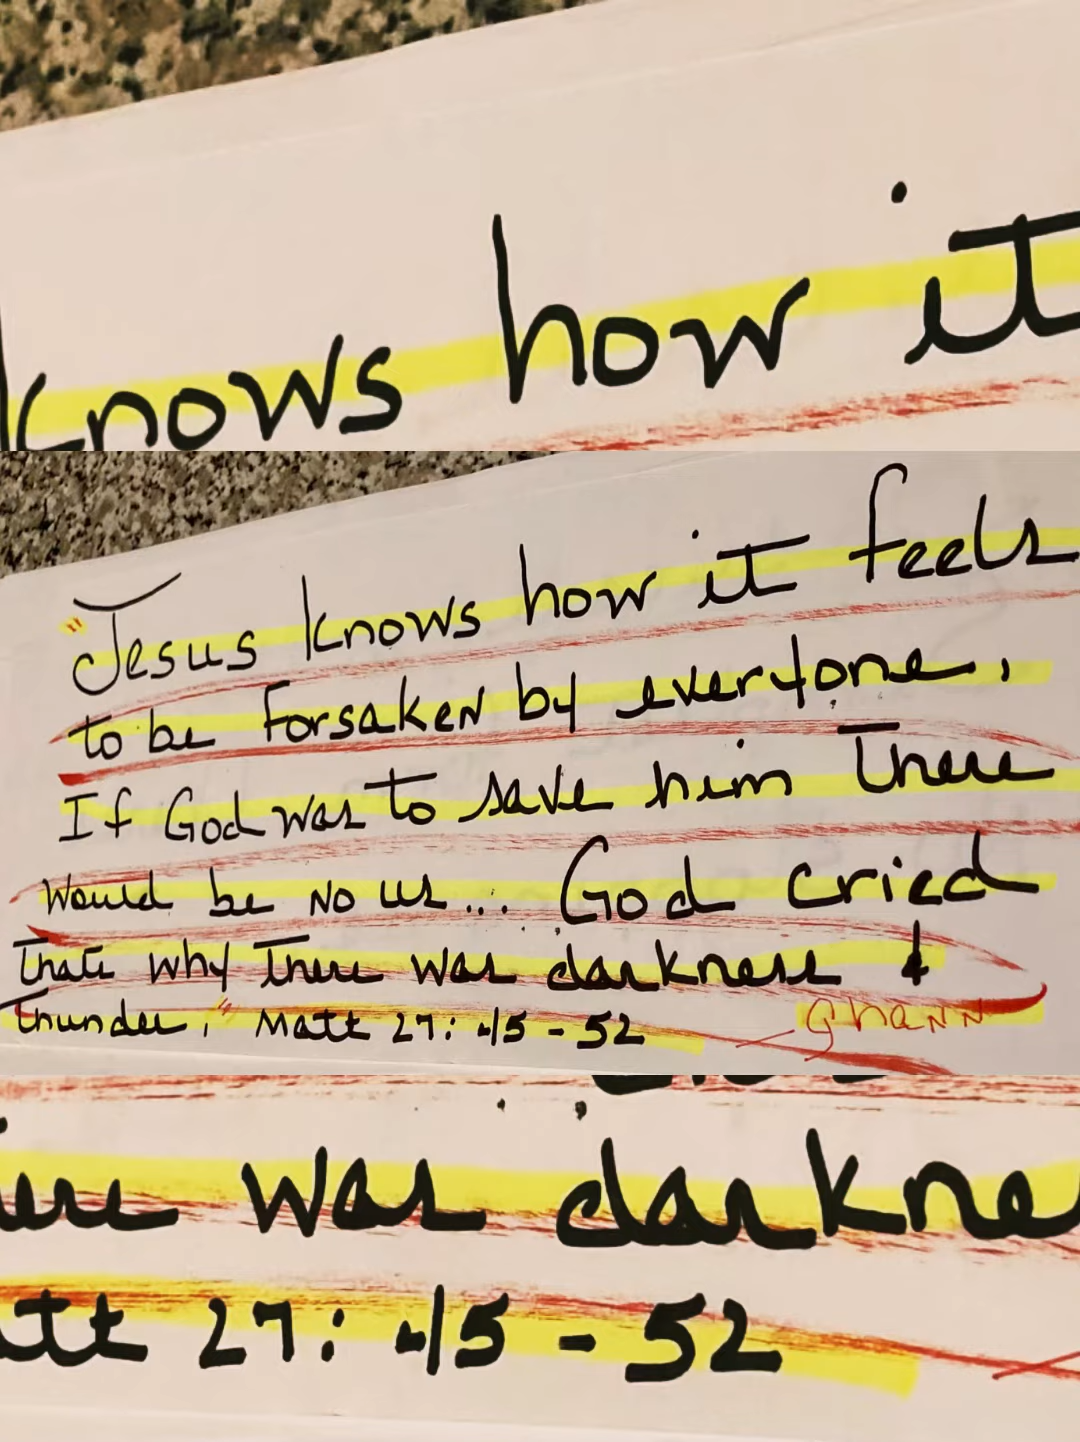 knows how it
"Jesus knows how it feels
to be forsaken by everyone,
If God was to save him There
would be no us... God cried
thats why There was darkness &
thunder," Matt 27:45-52
ghann
was darkne
27:45-52